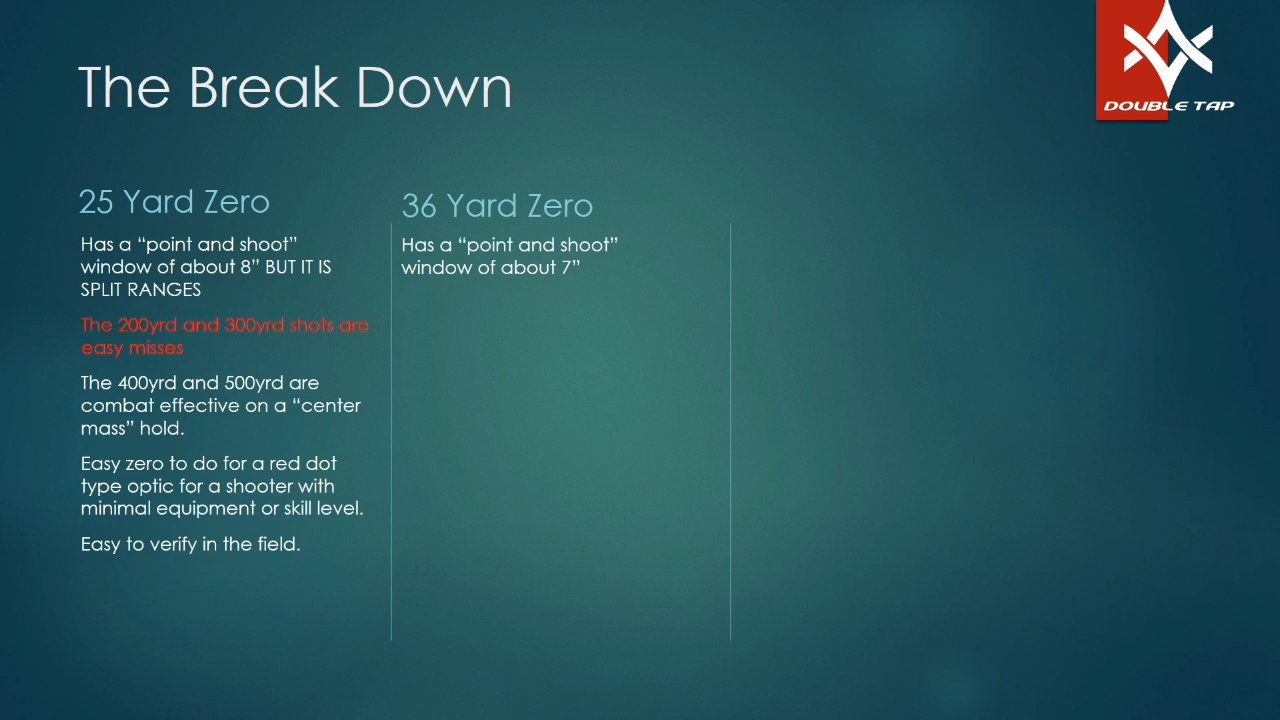 The Break Down
DOUBLE TAP
25 Yard Zero
Has a “point and shoot”
window of about 8” BUT IT IS
SPLIT RANGES
The 200yrd and 300yrd shots are
easy misses
The 400yrd and 500yrd are
combat effective on a “center
mass” hold.
Easy zero to do for a red dot
type optic for a shooter with
minimal equipment or skill level.
Easy to verify in the field.
36 Yard Zero
Has a “point and shoot”
window of about 7”